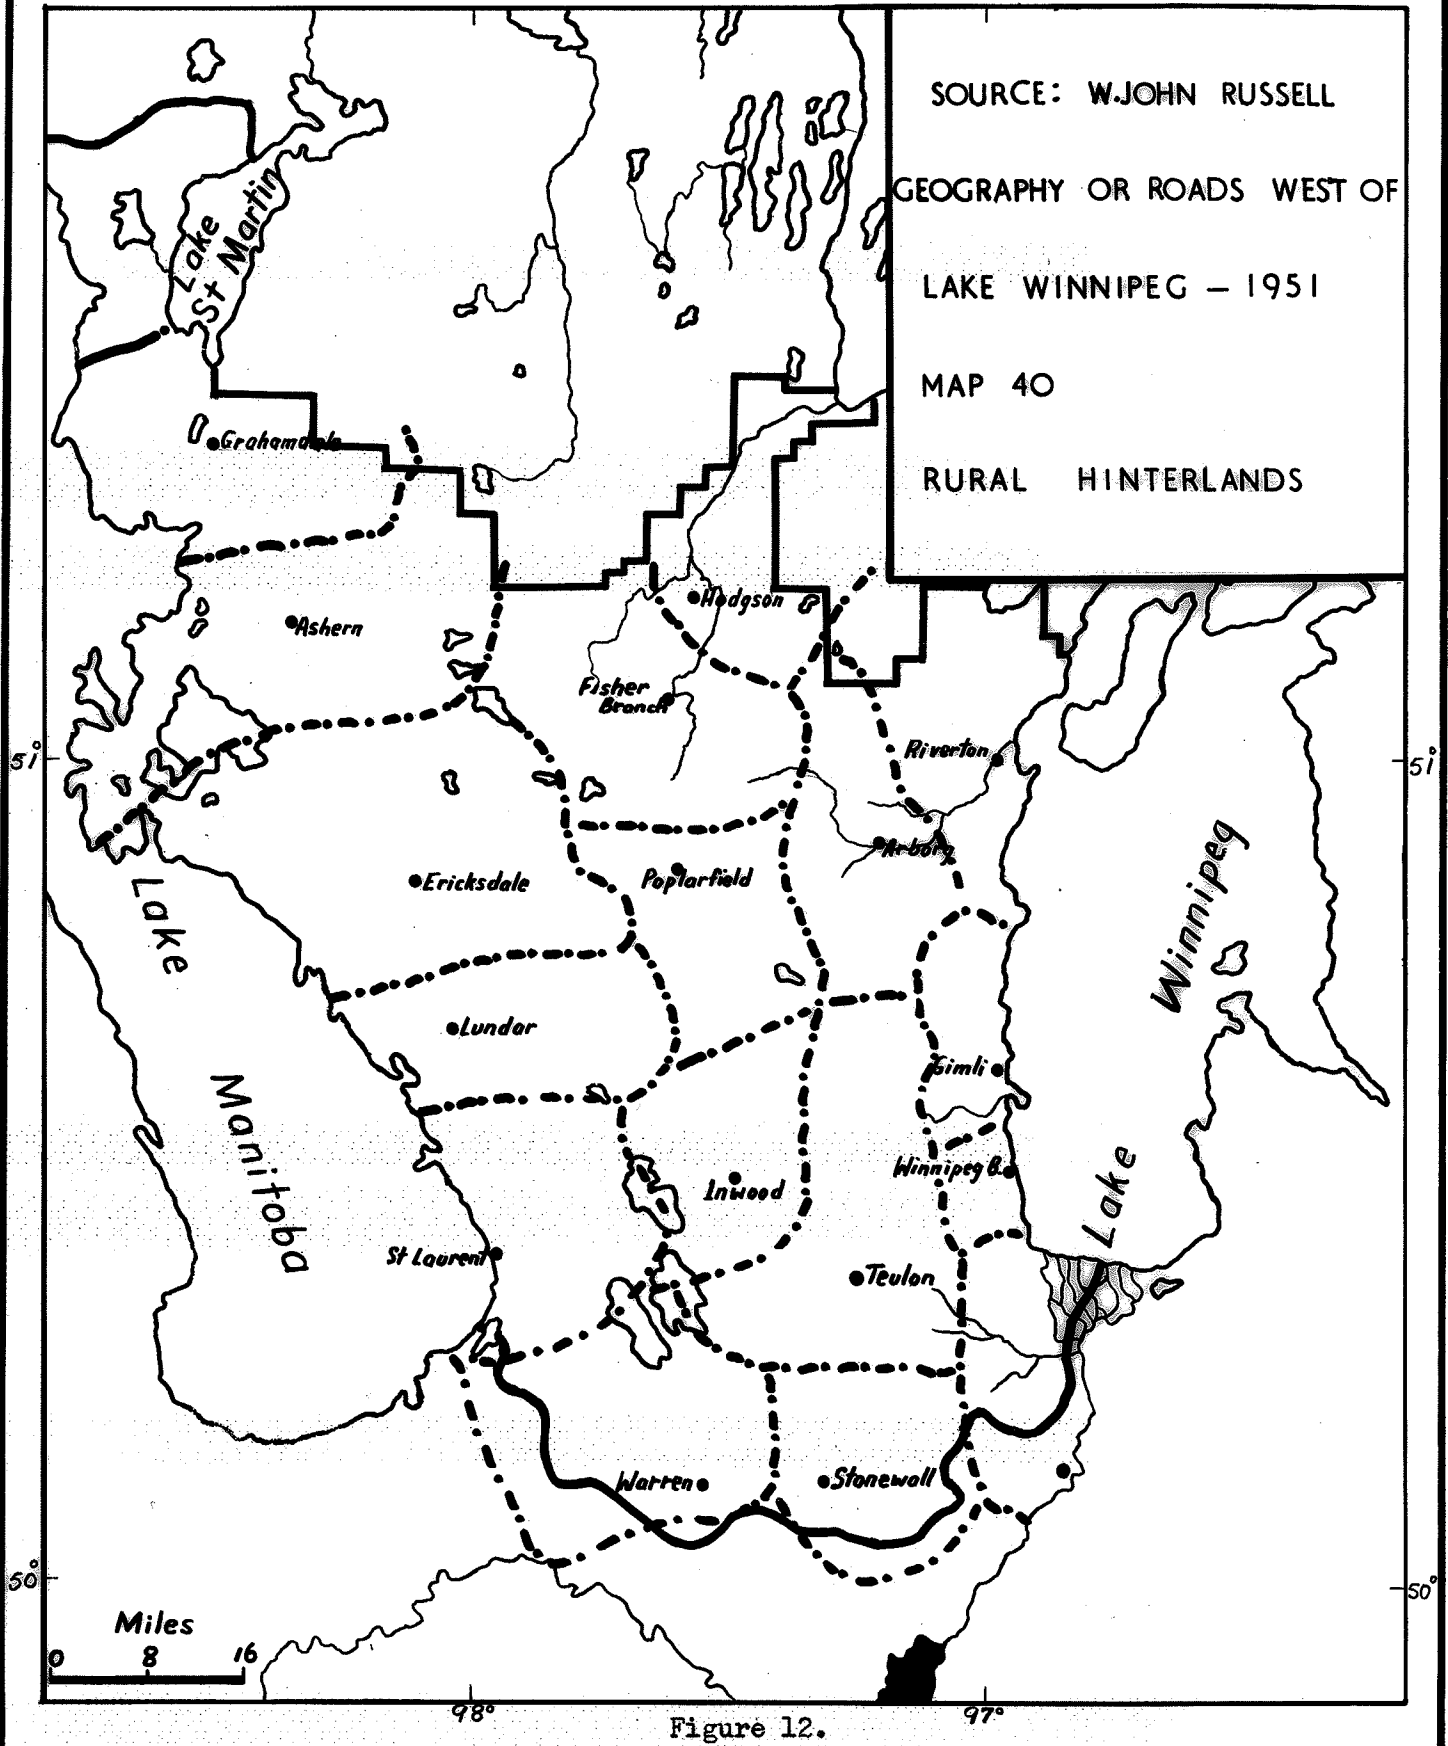 SOURCE: W.JOHN RUSSELL
GEOGRAPHY OR ROADS WEST OF
LAKE WINNIPEG – 1951
MAP 40
RURAL HINTERLANDS
Lake
St Martin
Grahamdale
Hodgson
Ashern
Fisher
Branch
51°
Riverton
51°
Arborg
Ericksdale
Poplarfield
Lake
Manitoba
Lake
Winnipeg
Lundar
Gimli
Winnipeg B.
Inwood
St Laurent
Teulon
Warren
Stonewall
50°
50°
Miles
0 8 16
98°
97°
Figure 12.